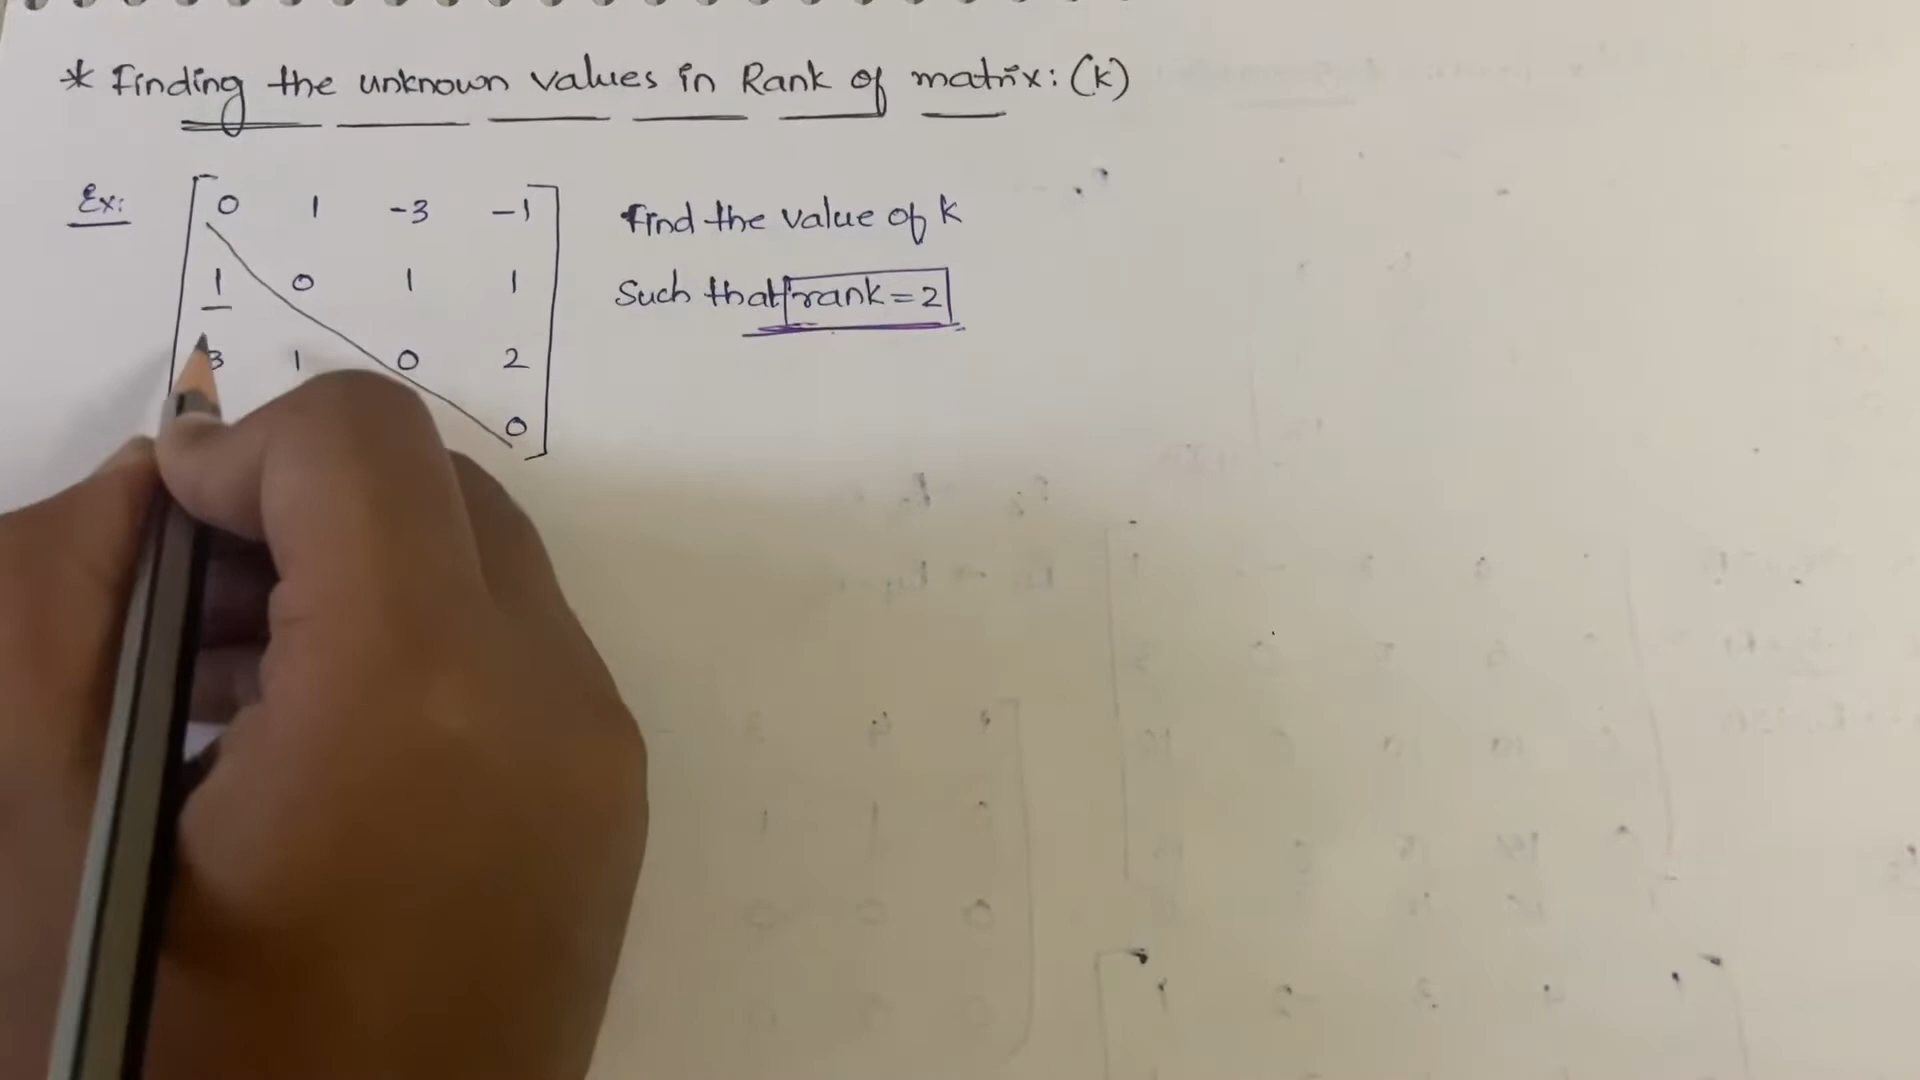 * Finding the unknown values in Rank of matrix: (k)
Ex:
0 1 -3 -1
1 0 1 1
3 1 0 2
0
Find the value of k
Such that rank = 2